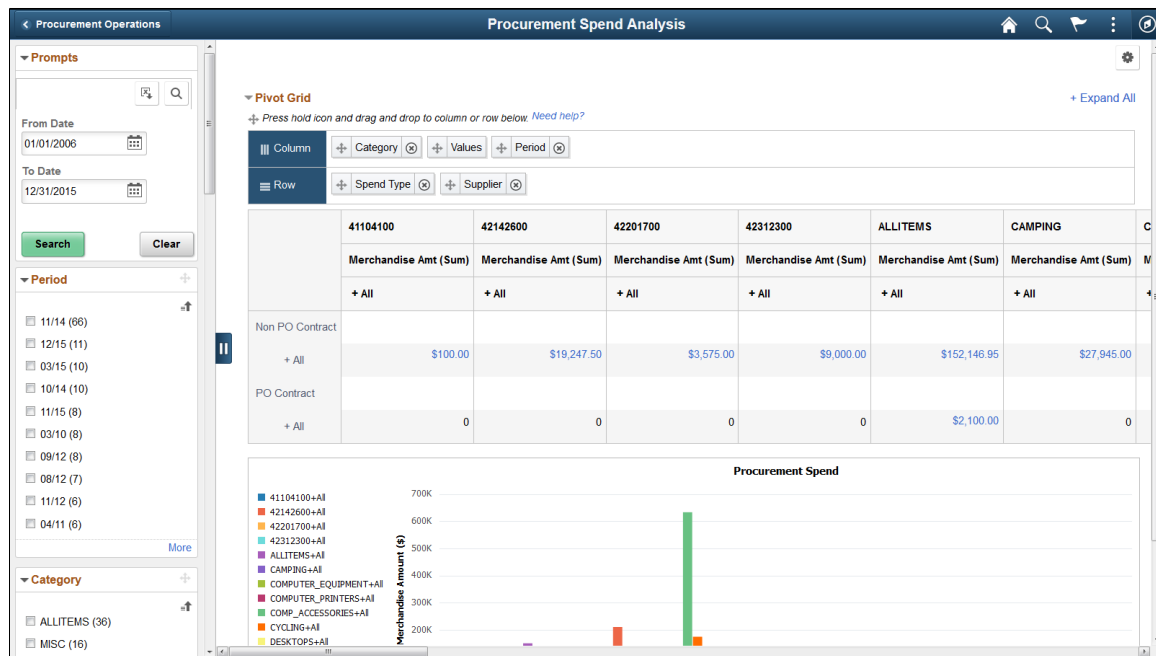 Procurement Operations
Procurement Spend Analysis
Prompts
From Date
01/01/2006
To Date
12/31/2015
Search Clear
Period
11/14 (66)
12/15 (11)
03/15 (10)
10/14 (10)
11/15 (8)
03/10 (8)
09/12 (8)
08/12 (7)
11/12 (6)
04/11 (6)
More
Category
ALLITEMS (36)
MISC (16)
Pivot Grid + Expand All
Press hold icon and drag and drop to column or row below. Need help?
Column Category Values Period
Row Spend Type Supplier
41104100 42142600 42201700 42312300 ALLITEMS CAMPING
Merchandise Amt (Sum) Merchandise Amt (Sum) Merchandise Amt (Sum) Merchandise Amt (Sum) Merchandise Amt (Sum) Merchandise Amt (Sum)
+ All + All + All + All + All + All
Non PO Contract
+ All $100.00 $19,247.50 $3,575.00 $9,000.00 $152,146.95 $27,945.00
PO Contract
+ All 0 0 0 0 $2,100.00 0
Procurement Spend
41104100+All
42142600+All
42201700+All
42312300+All
ALLITEMS+All
CAMPING+All
COMPUTER_EQUIPMENT+All
COMPUTER_PRINTERS+All
COMP_ACCESSORIES+All
CYCLING+All
DESKTOPS+All
Merchandise Amount ($)
700K
600K
500K
400K
300K
200K